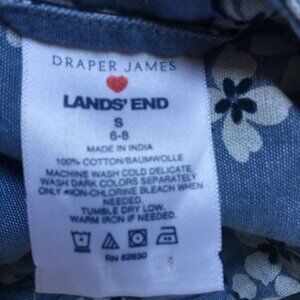 DRAPER JAMES
LANDS' END
S
6-8
MADE IN INDIA
100% COTTON/BAUMWOLLE
MACHINE WASH COLD DELICATE.
WASH DARK COLORS SEPARATELY
ONLY NON-CHLORINE BLEACH WHEN
NEEDED
TUMBLE DRY LOW.
WARM IRON IF NEEDED.
RN 62830